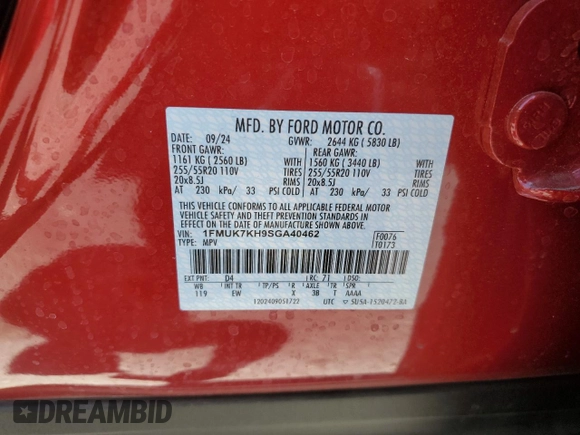 MFD. BY FORD MOTOR CO.
DATE: 09/24 GVWR: 2644 KG ( 5830 LB)
FRONT GAWR: REAR GAWR:
1161 KG ( 2560 LB) WITH 1560 KG ( 3440 LB) WITH
255/55R20 110V TIRES 255/55R20 110V TIRES
20x8.5J RIMS 20x8.5J RIMS
AT 230 kPa/ 33 PSI COLD AT 230 kPa/ 33 PSI COLD
THIS VEHICLE CONFORMS TO ALL APPLICABLE FEDERAL MOTOR
VEHICLE SAFETY AND THEFT PREVENTION STANDARDS IN
EFFECT ON THE DATE OF MANUFACTURE SHOWN ABOVE.
VIN: 1FMUK7KH9SGA40462 F0076
TYPE: MPV T0173
EXT PNT: D4 RC: 71 DSO:
WB INT TR TP/PS R AXLE TR SPR
119 EW X 3B T AAAA
1202409051722 UTC
DREAMBID